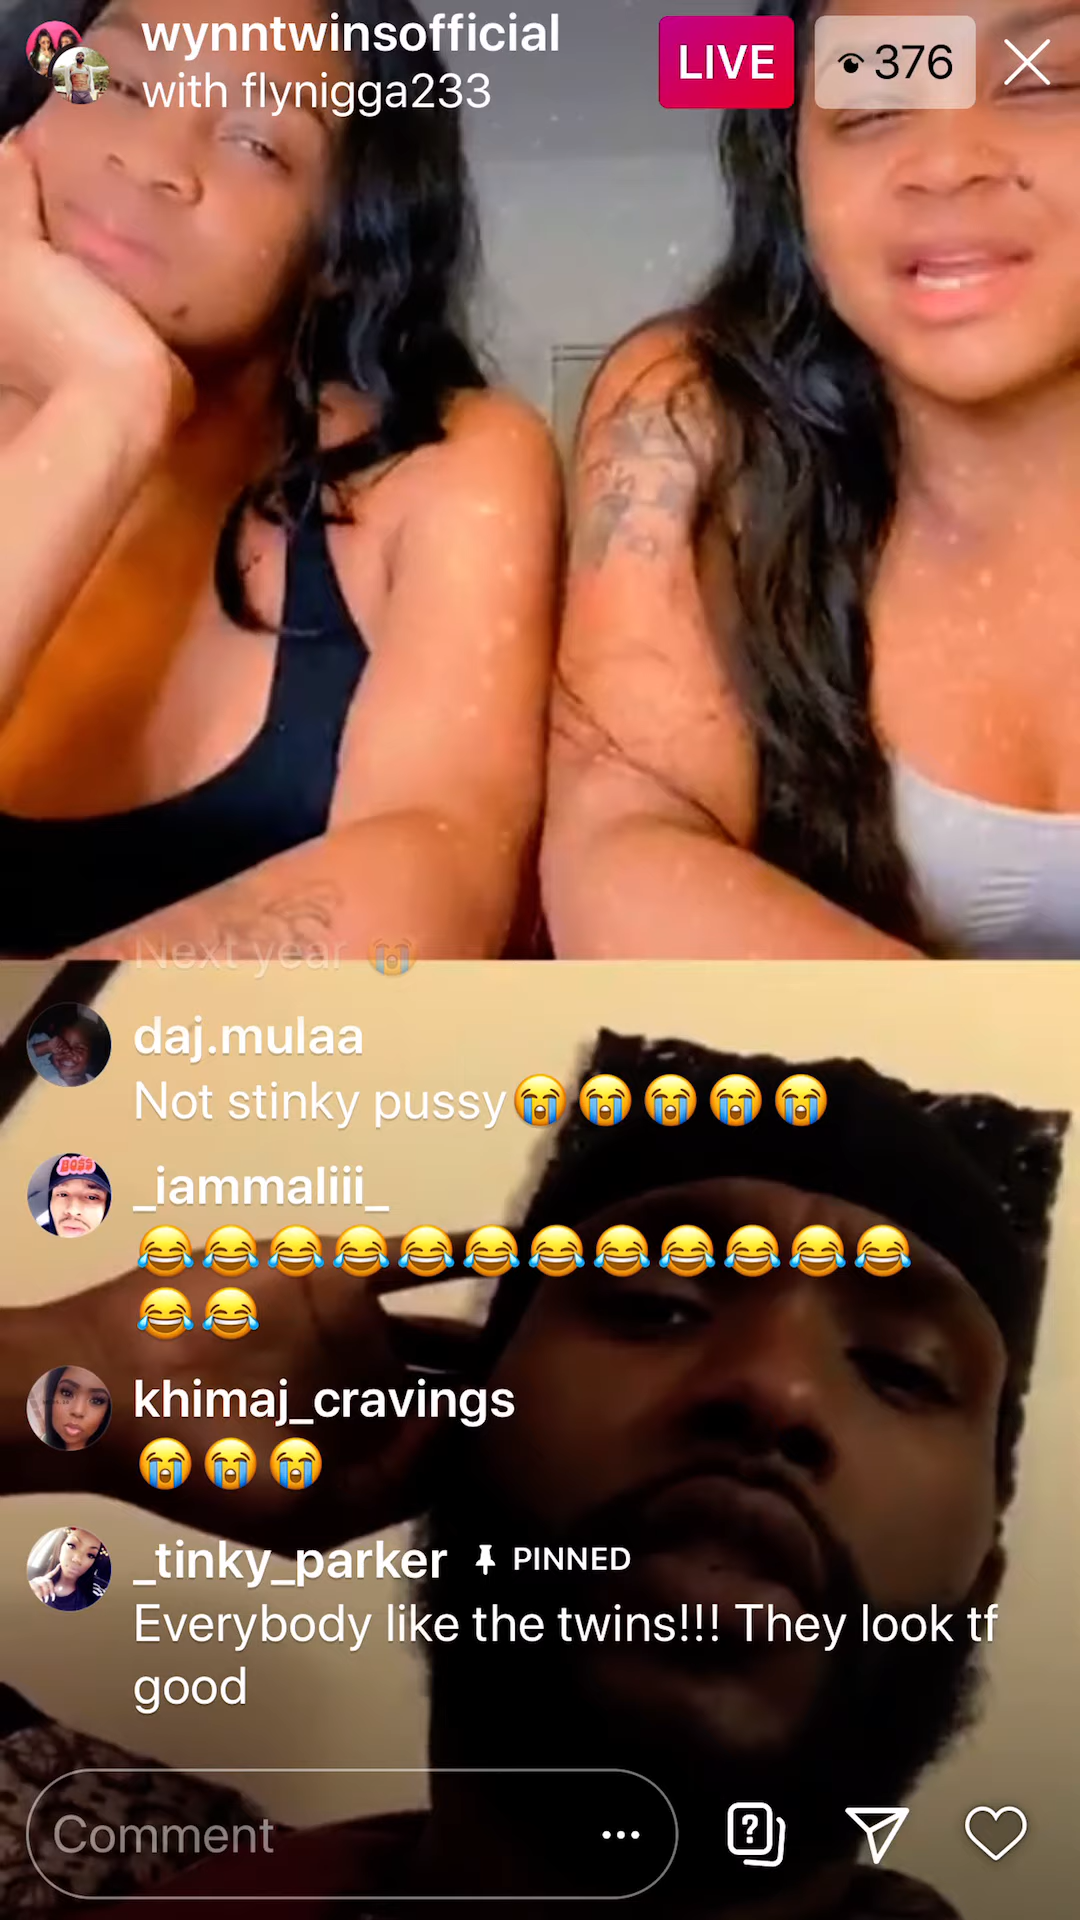 wynntwinsofficial
with flynigga233
LIVE
376
Next year 😭
daj.mulaa
Not stinky pussy😭😭😭😭😭
_iammaliii_
😂😂😂😂😂😂😂😂😂😂😂😂
😂😂
khimaj_cravings
😭😭😭
_tinky_parker PINNED
Everybody like the twins!!! They look tf
good
Comment
BOSS